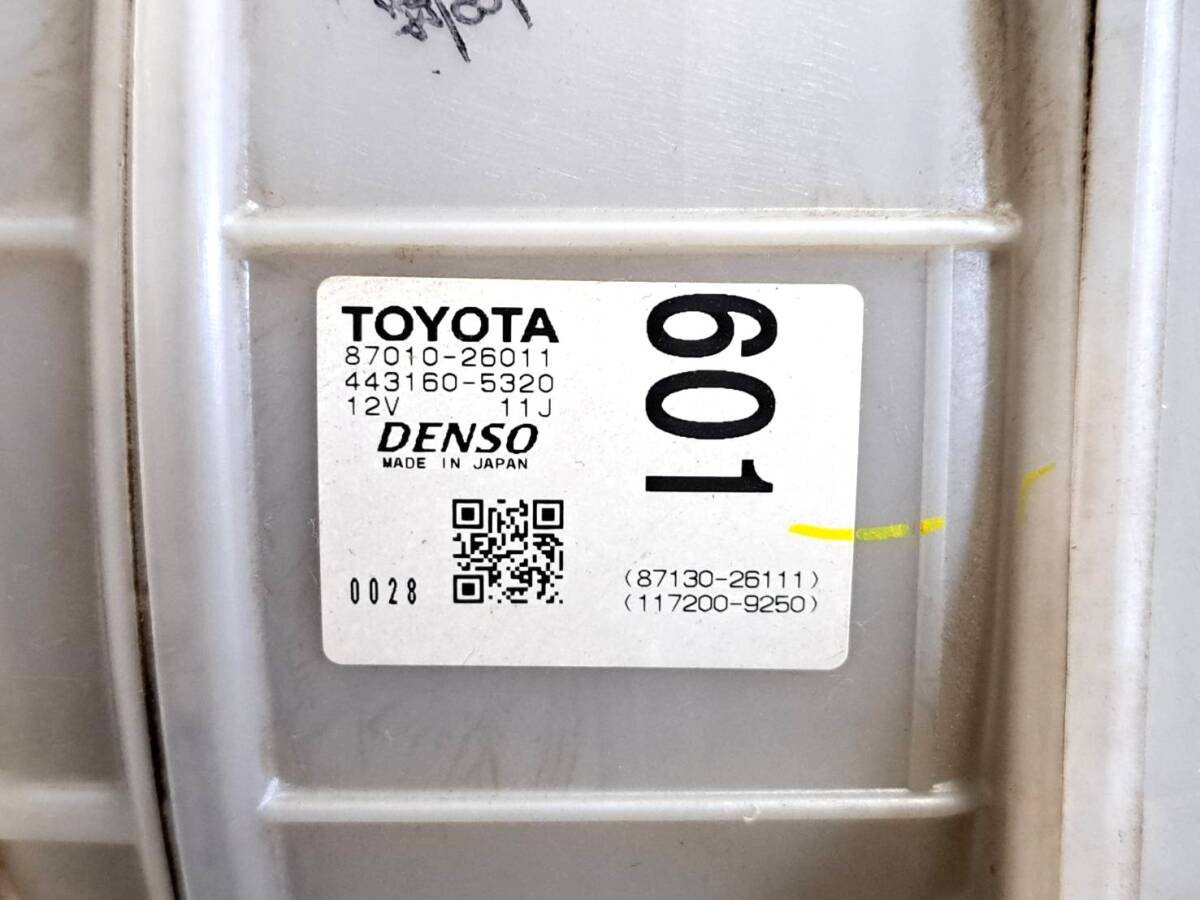 TOYOTA
87010-26011
443160-5320
12V 11J
DENSO
MADE IN JAPAN
0028
601
(87130-26111)
(117200-9250)